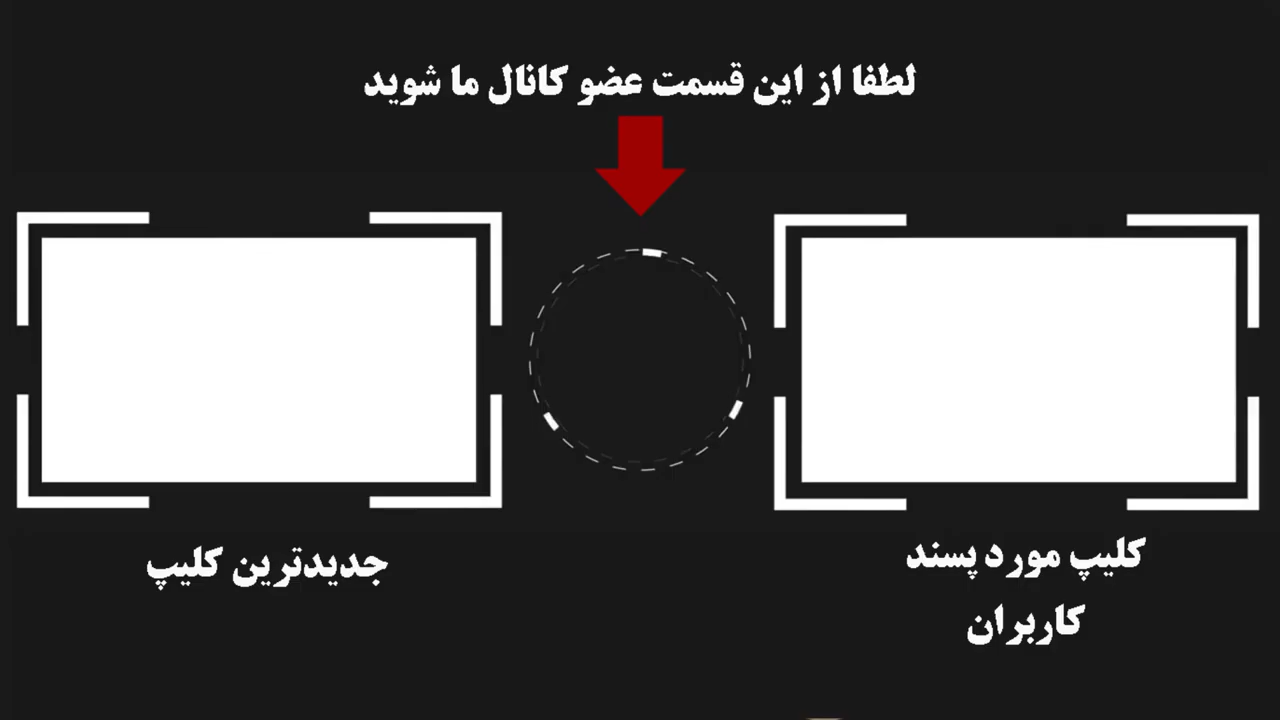 لطفا از این قسمت عضو کانال ما شوید
کلیپ مورد پسند
کاربران
جدیدترین کلیپ